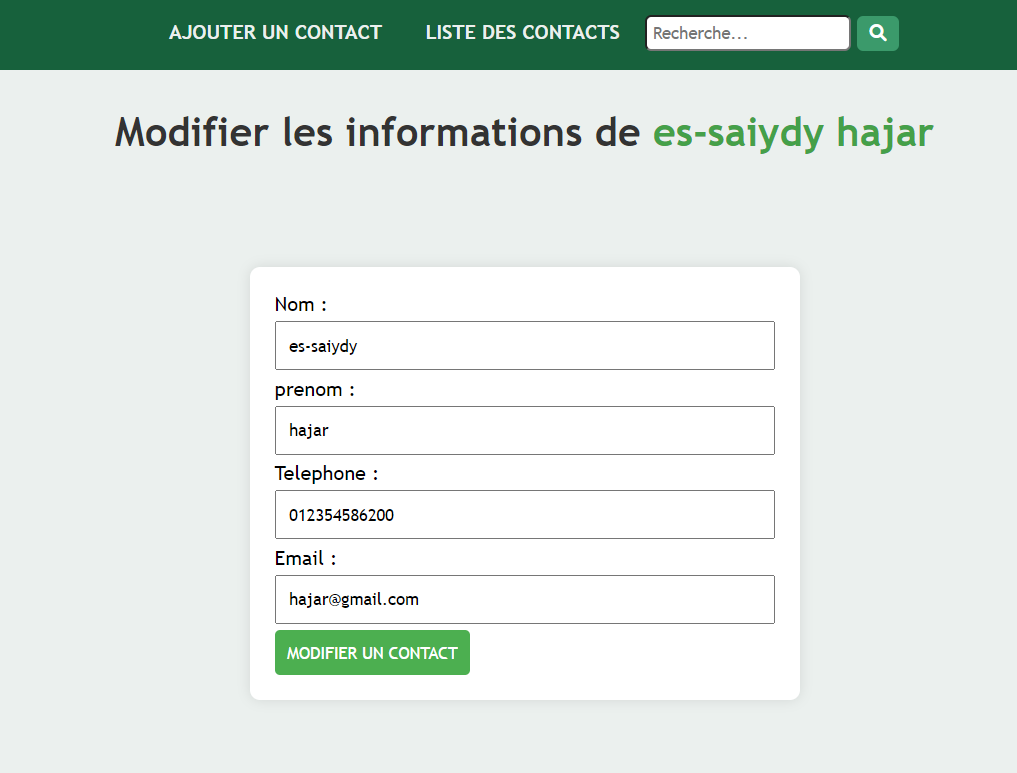 AJOUTER UN CONTACT LISTE DES CONTACTS Recherche...
Modifier les informations de es-saiydy hajar
Nom :
es-saiydy
prenom :
hajar
Telephone :
012354586200
Email :
hajar@gmail.com
MODIFIER UN CONTACT